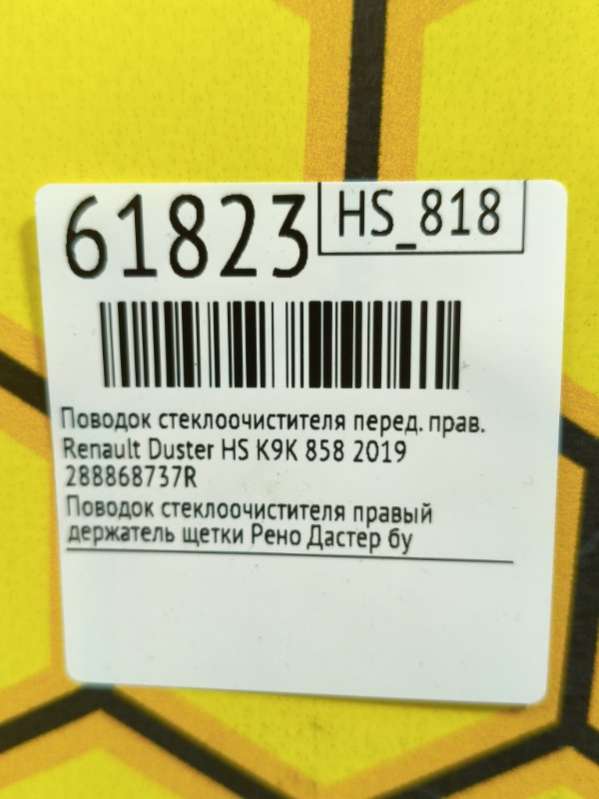 61823
HS_818
Поводок стеклоочистителя перед. прав.
Renault Duster HS K9K 858 2019
288868737R
Поводок стеклоочистителя правый
держатель щетки Рено Дастер бу